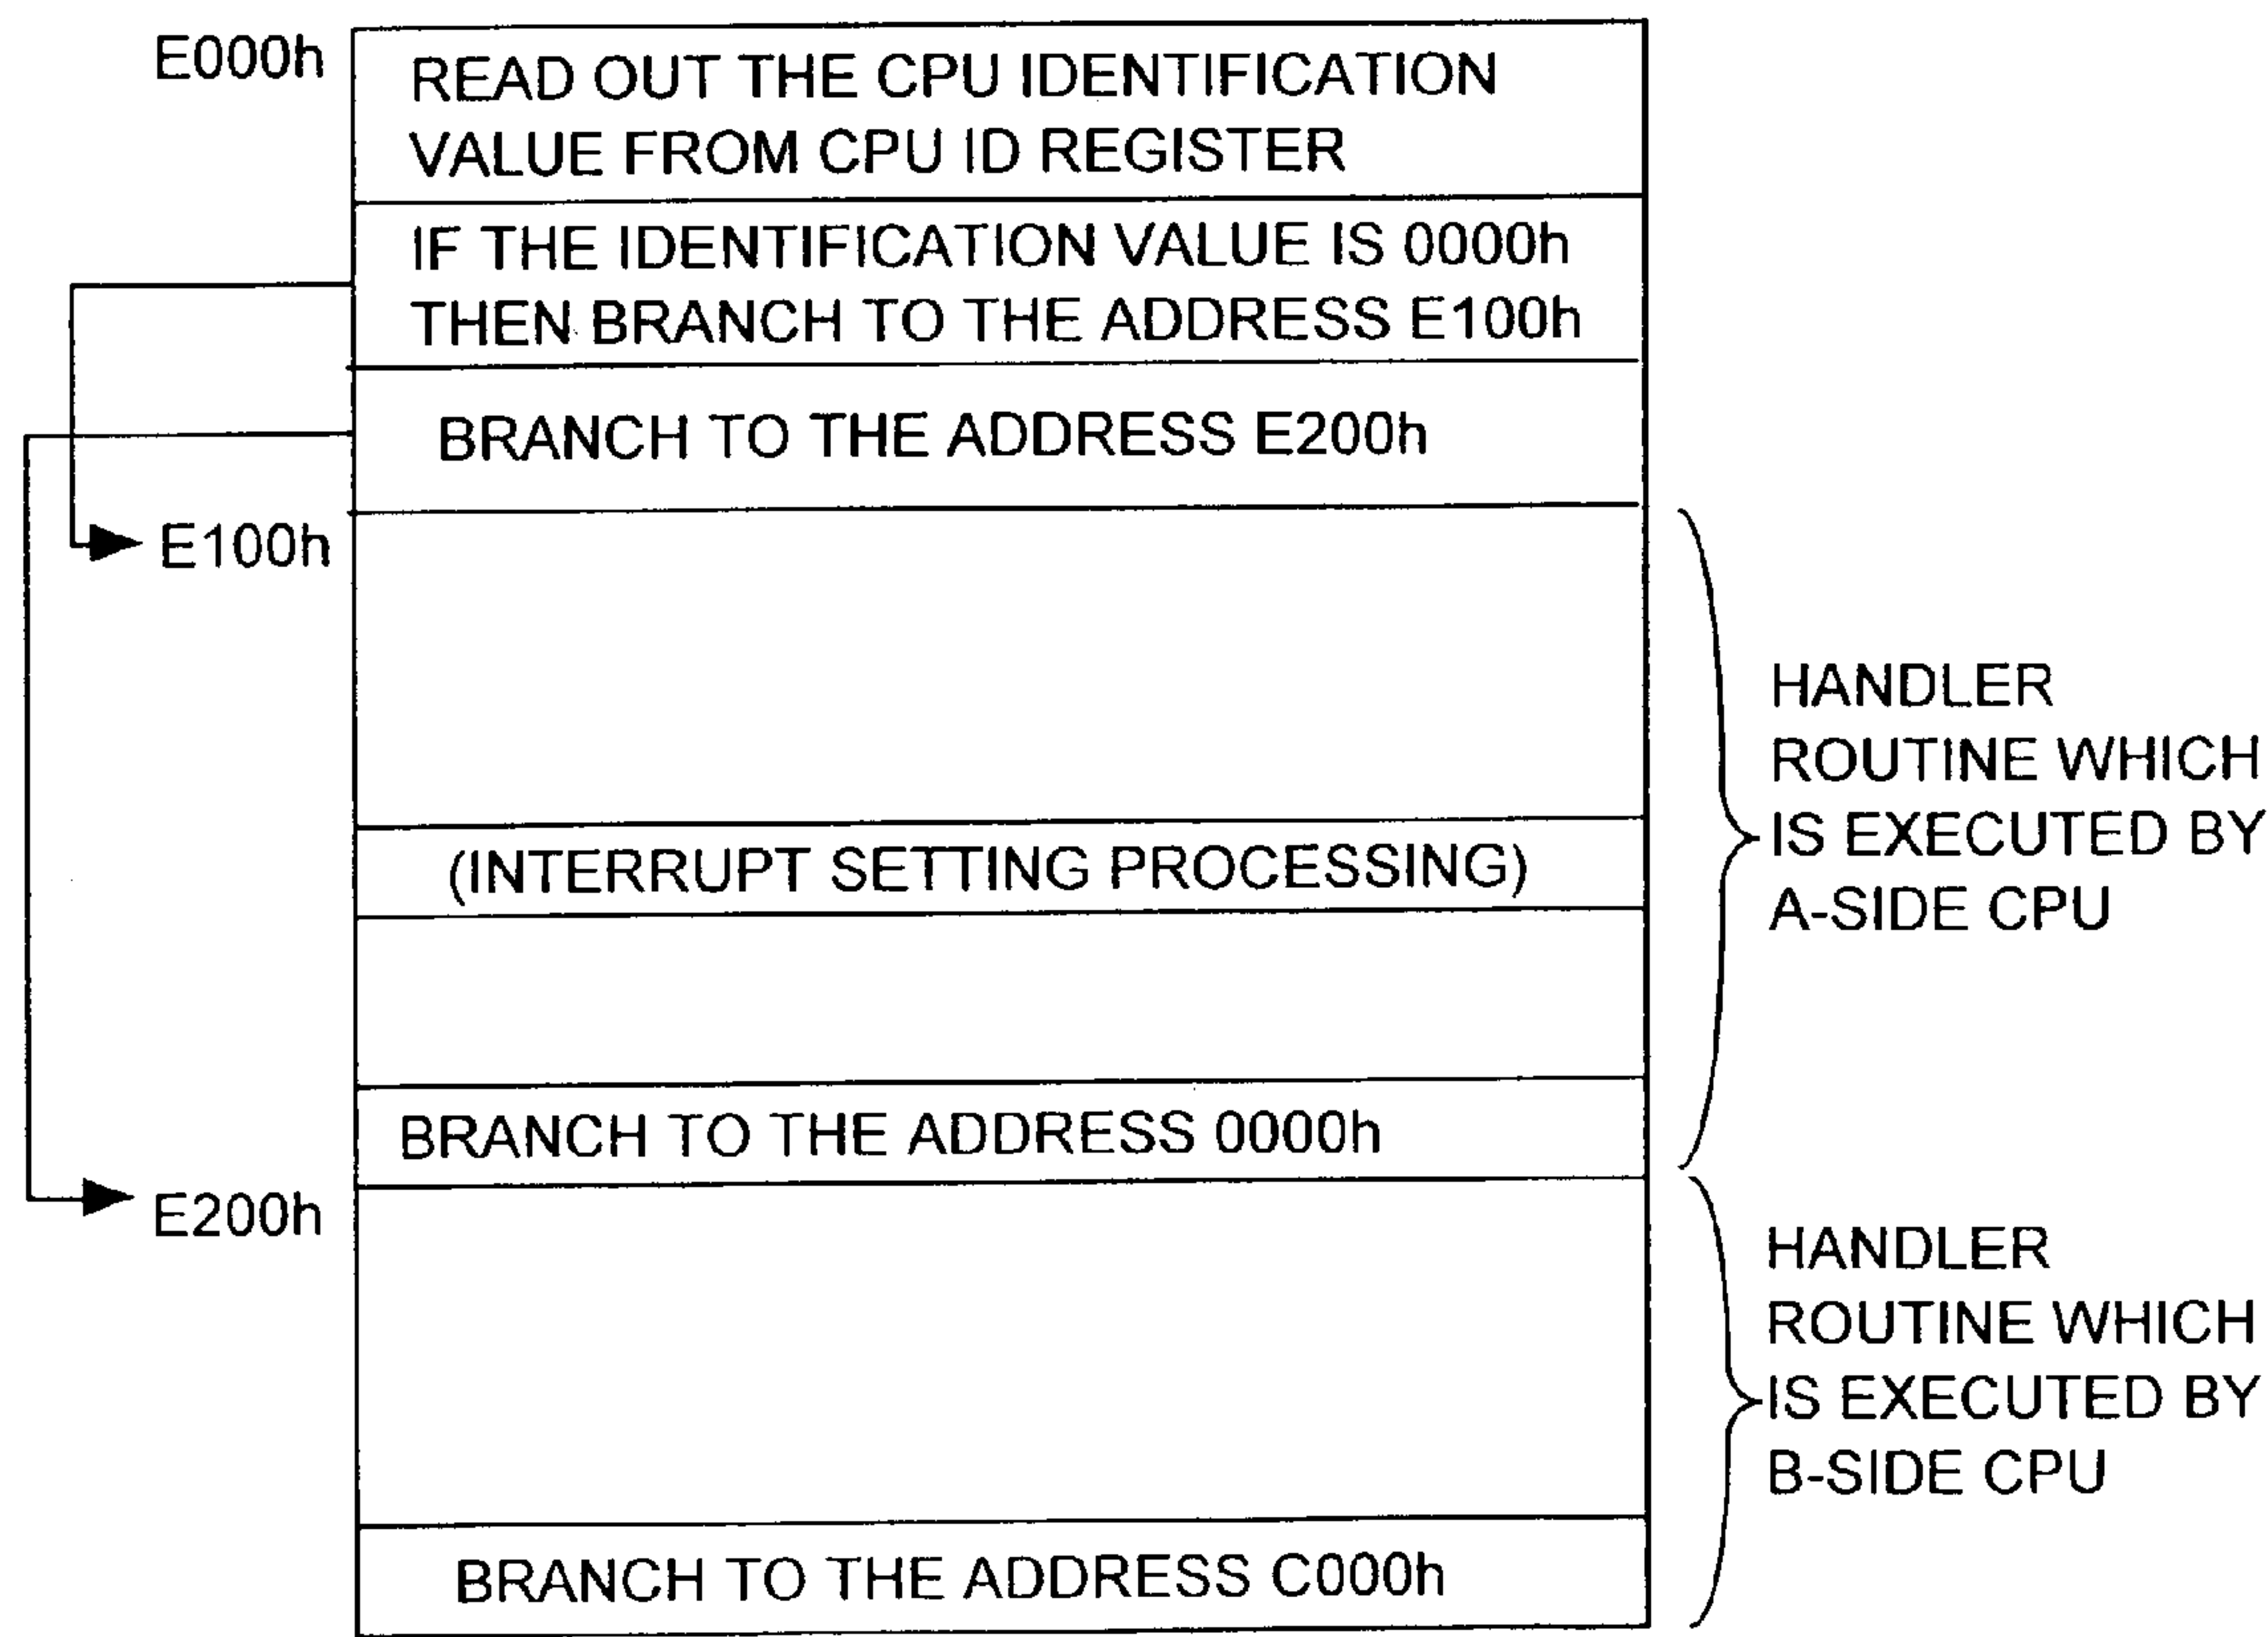 E000h
READ OUT THE CPU IDENTIFICATION
VALUE FROM CPU ID REGISTER
IF THE IDENTIFICATION VALUE IS 0000h
THEN BRANCH TO THE ADDRESS E100h
BRANCH TO THE ADDRESS E200h
E100h
(INTERRUPT SETTING PROCESSING)
BRANCH TO THE ADDRESS 0000h
HANDLER
ROUTINE WHICH
IS EXECUTED BY
A-SIDE CPU
E200h
BRANCH TO THE ADDRESS C000h
HANDLER
ROUTINE WHICH
IS EXECUTED BY
B-SIDE CPU